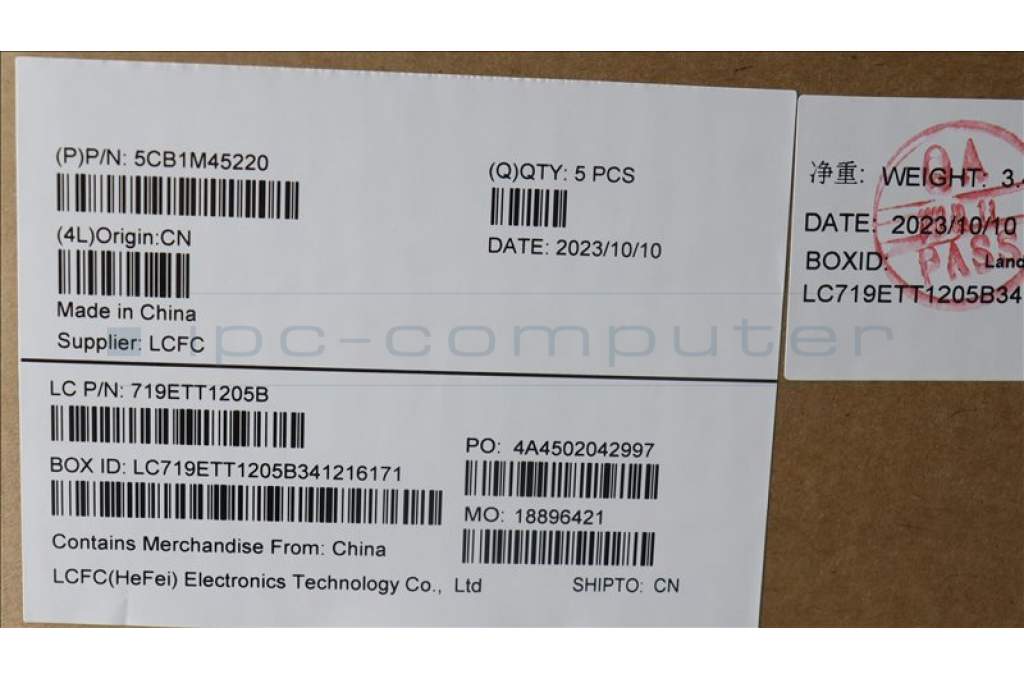 (P)P/N: 5CB1M45220
(Q)QTY: 5 PCS
(4L)Origin:CN
DATE: 2023/10/10
Made in China
Supplier: LCFC
LC P/N: 719ETT1205B
PO: 4A4502042997
BOX ID: LC719ETT1205B341216171
MO: 18896421
Contains Merchandise From: China
LCFC(HeFei) Electronics Technology Co., Ltd
SHIPTO: CN
净重: WEIGHT: 3.
DATE: 2023/10/10
BOXID:
LC719ETT1205B34
QA
PASS
ipc-computer